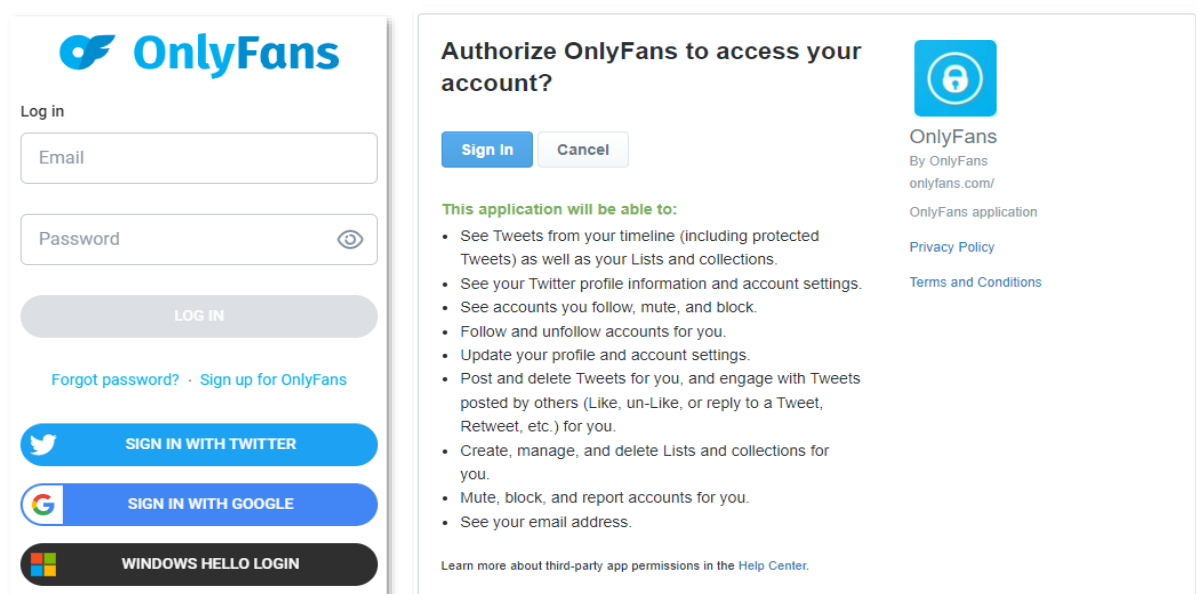 OnlyFans
Log in
Email
Password
LOG IN
Forgot password? · Sign up for OnlyFans
SIGN IN WITH TWITTER
SIGN IN WITH GOOGLE
WINDOWS HELLO LOGIN
Authorize OnlyFans to access your
account?
Sign In
Cancel
This application will be able to:
• See Tweets from your timeline (including protected
Tweets) as well as your Lists and collections.
• See your Twitter profile information and account settings.
• See accounts you follow, mute, and block.
• Follow and unfollow accounts for you.
• Update your profile and account settings.
• Post and delete Tweets for you, and engage with Tweets
posted by others (Like, un-Like, or reply to a Tweet,
Retweet, etc.) for you.
• Create, manage, and delete Lists and collections for
you.
• Mute, block, and report accounts for you.
• See your email address.
Learn more about third-party app permissions in the Help Center.
OnlyFans
By OnlyFans
onlyfans.com/
OnlyFans application
Privacy Policy
Terms and Conditions